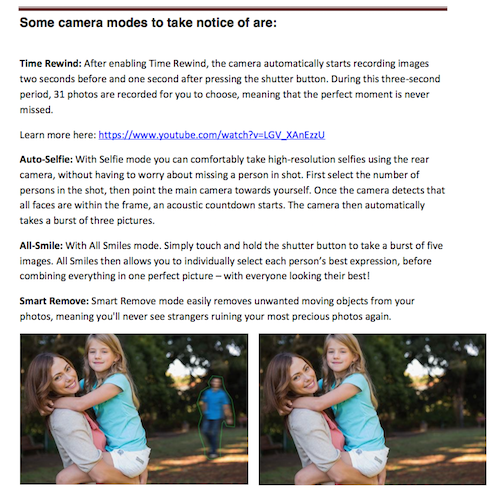 Some camera modes to take notice of are:
Time Rewind: After enabling Time Rewind, the camera automatically starts recording images
two seconds before and one second after pressing the shutter button. During this three-second
period, 31 photos are recorded for you to choose, meaning that the perfect moment is never
missed.
Learn more here: https://www.youtube.com/watch?v=LGV_XAnEzzU
Auto-Selfie: With Selfie mode you can comfortably take high-resolution selfies using the rear
camera, without having to worry about missing a person in shot. First select the number of
persons in the shot, then point the main camera towards yourself. Once the camera detects that
all faces are within the frame, an acoustic countdown starts. The camera then automatically
takes a burst of three pictures.
All-Smile: With All Smiles mode. Simply touch and hold the shutter button to take a burst of five
images. All Smiles then allows you to individually select each person's best expression, before
combining everything in one perfect picture – with everyone looking their best!
Smart Remove: Smart Remove mode easily removes unwanted moving objects from your
photos, meaning you'll never see strangers ruining your most precious photos again.